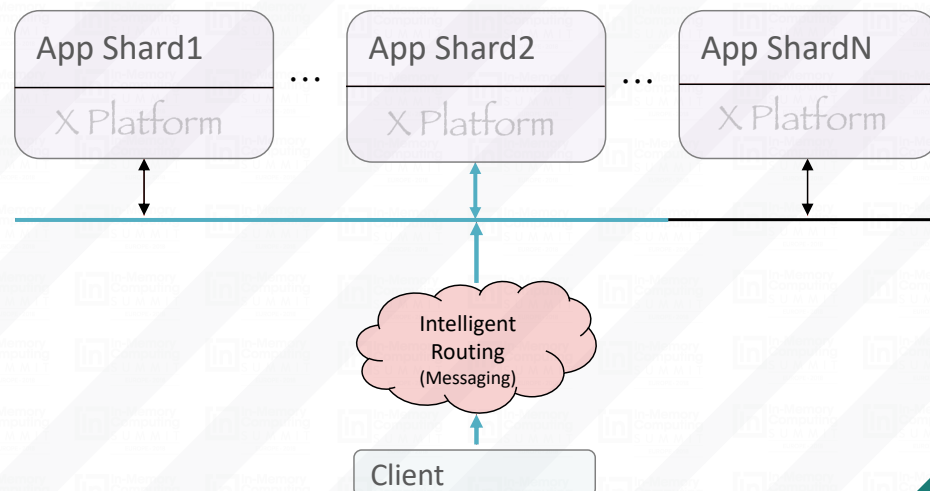 App Shard1
...
App Shard2
...
App ShardN
X Platform
X Platform
X Platform
Intelligent
Routing
(Messaging)
Client